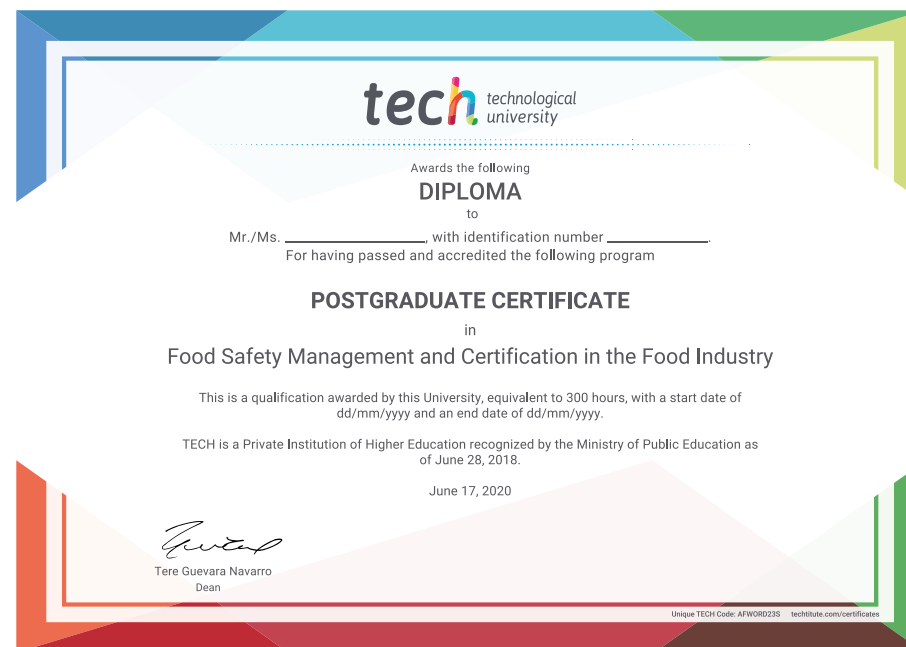 tech technological
university
Awards the following
DIPLOMA
to
Mr./Ms. ____________________, with identification number _______________.
For having passed and accredited the following program
POSTGRADUATE CERTIFICATE
in
Food Safety Management and Certification in the Food Industry
This is a qualification awarded by this University, equivalent to 300 hours, with a start date of
dd/mm/yyyy and an end date of dd/mm/yyyy.
TECH is a Private Institution of Higher Education recognized by the Ministry of Public Education as
of June 28, 2018.
June 17, 2020
Tere Guevara Navarro
Dean
Unique TECH Code: AFWORD23S techtitute.com/certificates